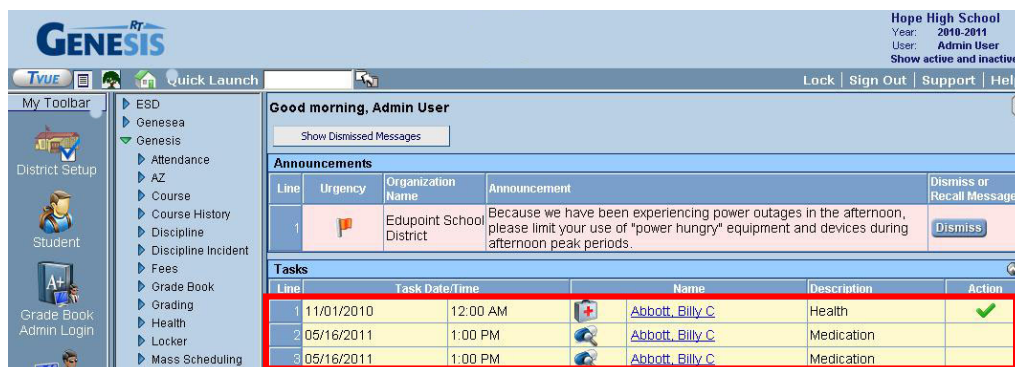 GENESIS RT
Hope High School
Year: 2010-2011
User: Admin User
Show active and inactive
TVUE Quick Launch
Lock | Sign Out | Support | Hel
My Toolbar
District Setup
Student
A+
Grade Book
Admin Login
ESD
Genesea
Genesis
Attendance
AZ
Course
Course History
Discipline
Discipline Incident
Fees
Grade Book
Grading
Health
Locker
Mass Scheduling
Good morning, Admin User
Show Dismissed Messages
Announcements
Line Urgency Organization Name Announcement Dismiss or Recall Message
1 Edupoint School District Because we have been experiencing power outages in the afternoon, Dismiss
please limit your use of "power hungry" equipment and devices during
afternoon peak periods.
Tasks
Line Task Date/Time Name Description Action
1 11/01/2010 12:00 AM Abbott, Billy C Health
2 05/16/2011 1:00 PM Abbott, Billy C Medication
3 05/16/2011 1:00 PM Abbott, Billy C Medication